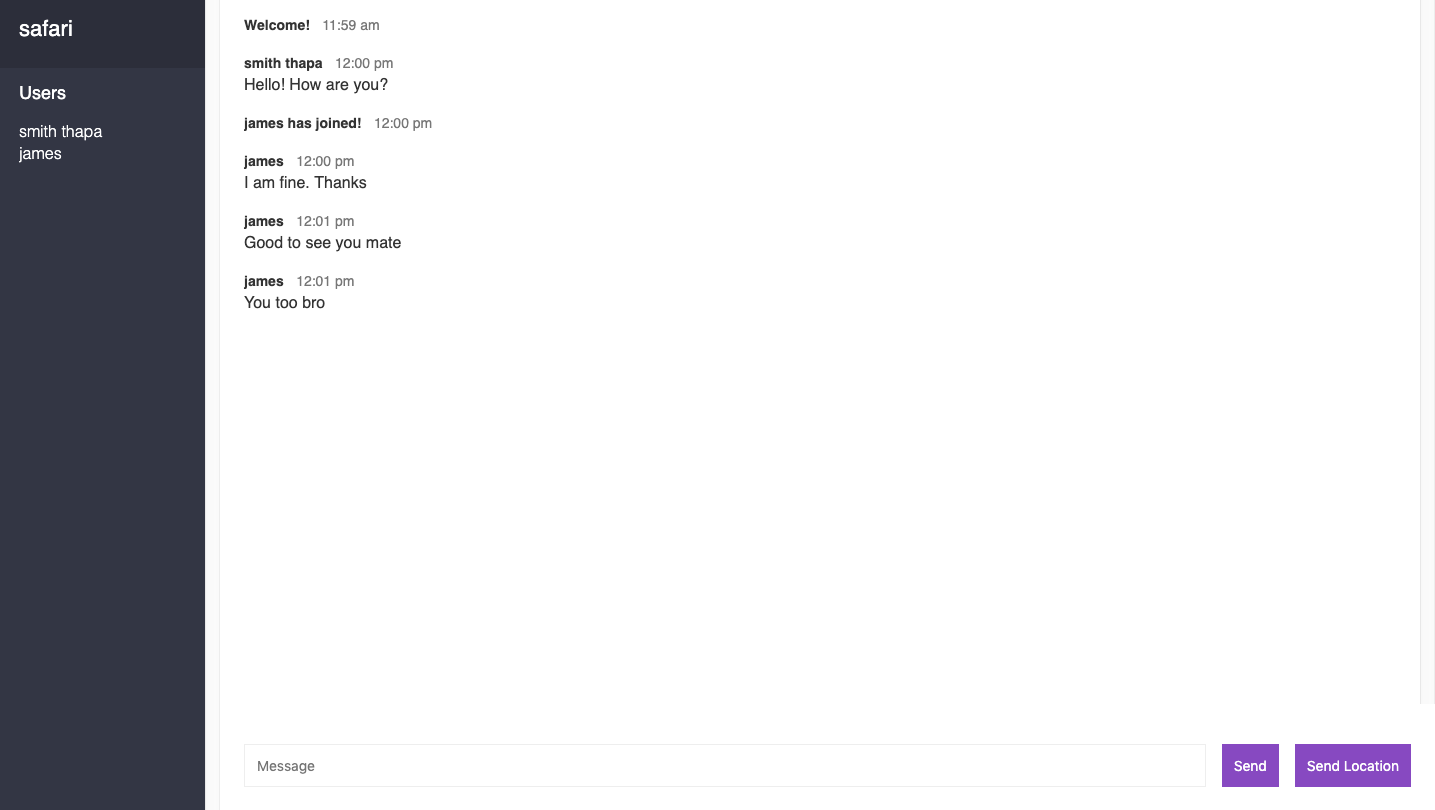 safari
Users
smith thapa
james
Welcome! 11:59 am
smith thapa 12:00 pm
Hello! How are you?
james has joined! 12:00 pm
james 12:00 pm
I am fine. Thanks
james 12:01 pm
Good to see you mate
james 12:01 pm
You too bro
Message
Send
Send Location